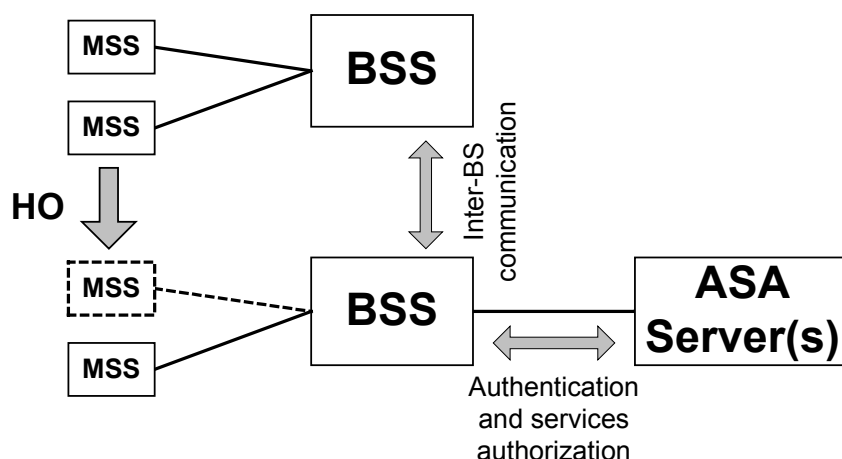 MSS
BSS
MSS
Inter-BS
communication
HO
MSS
BSS
ASA
Server(s)
MSS
Authentication
and services
authorization